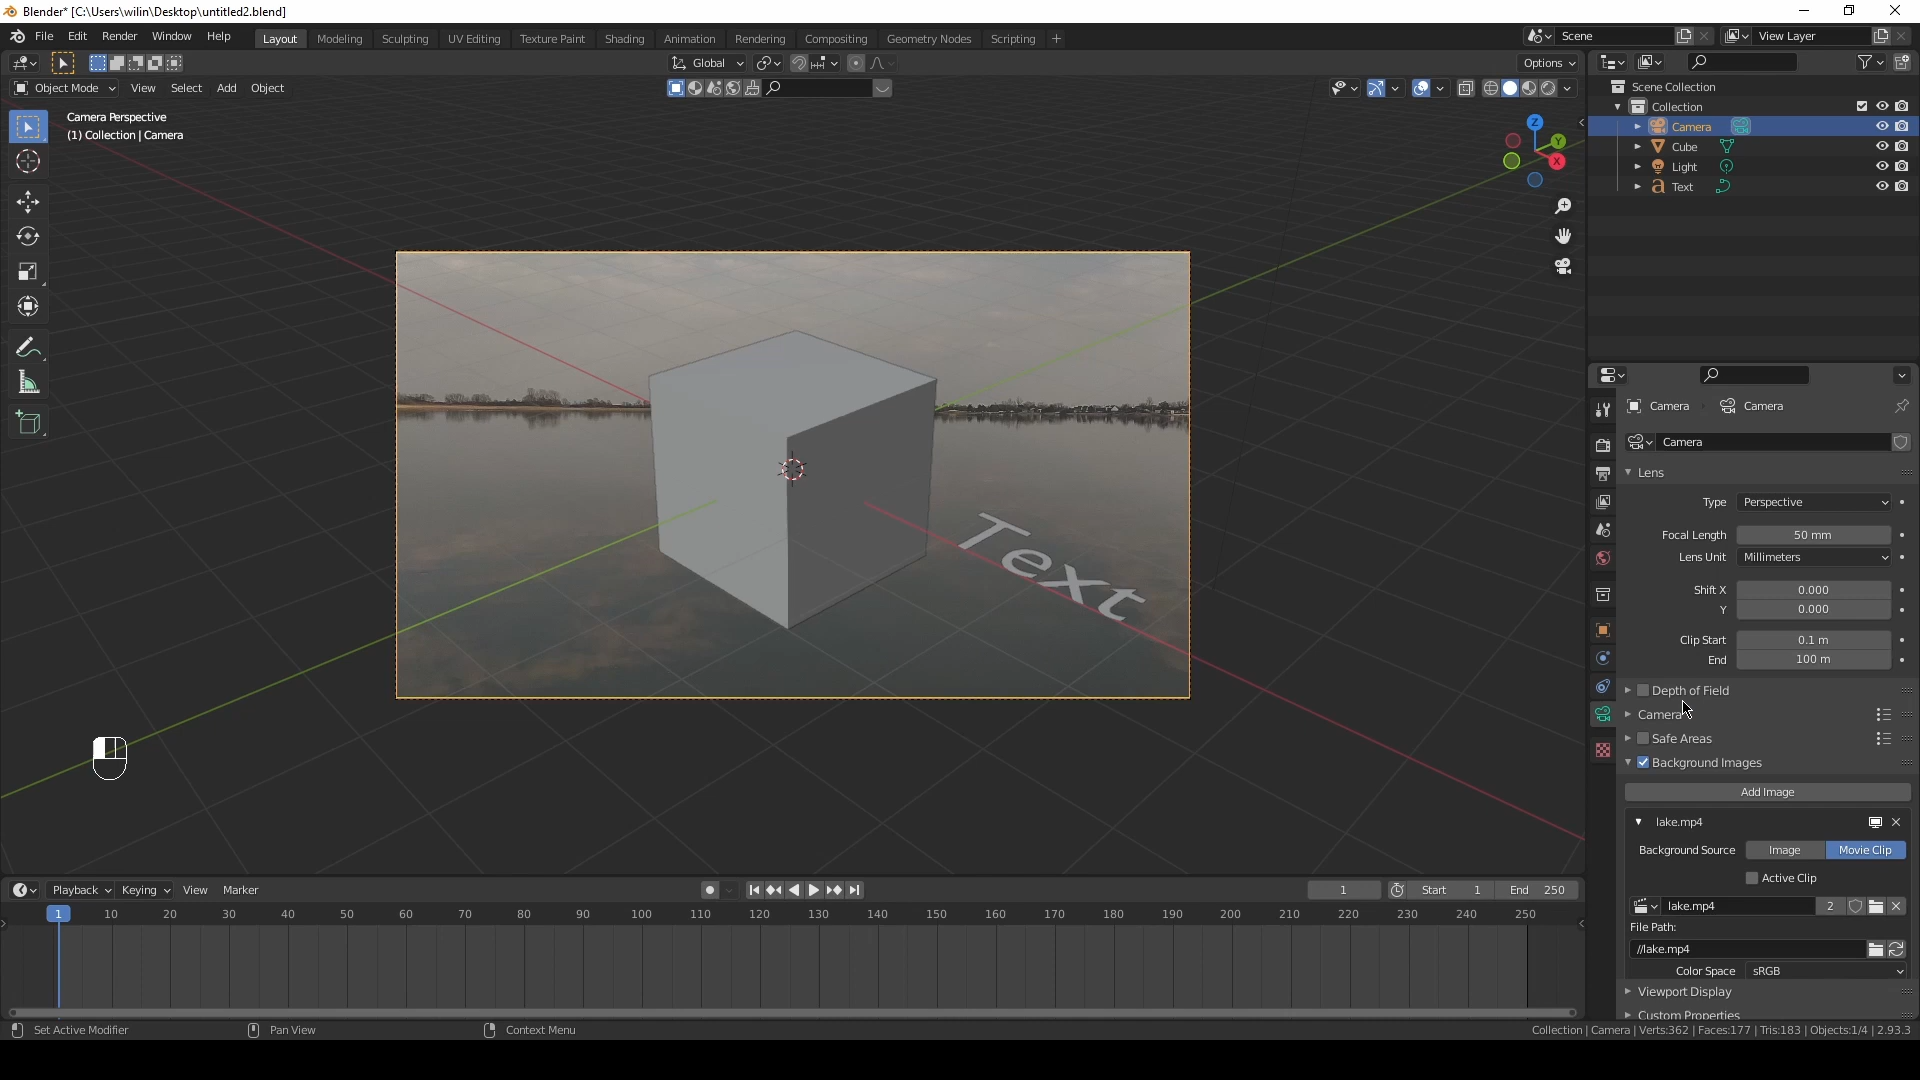 Blender* [C:\Users\wilin\Desktop\untitled2.blend]
File Edit Render Window Help Layout Modeling Sculpting UV Editing Texture Paint Shading Animation Rendering Compositing Geometry Nodes Scripting + Scene View Layer
Global Options
Object Mode View Select Add Object
Camera Perspective
(1) Collection | Camera
Z
Y
X
Text
Scene Collection
Collection
Camera
Cube
Light
Text
Camera Camera
Camera
Lens
Type Perspective
Focal Length 50 mm
Lens Unit Millimeters
Shift X 0.000
Y 0.000
Clip Start 0.1 m
End 100 m
Depth of Field
Camera
Safe Areas
Background Images
Add Image
lake.mp4
Background Source Image Movie Clip
Active Clip
lake.mp4 2
File Path:
//lake.mp4
Color Space sRGB
Viewport Display
Custom Properties
Playback Keying View Marker 1 Start 1 End 250
1 10 20 30 40 50 60 70 80 90 100 110 120 130 140 150 160 170 180 190 200 210 220 230 240 250
Set Active Modifier Pan View Context Menu Collection | Camera | Verts:362 | Faces:177 | Tris:183 | Objects:1/4 | 2.93.3